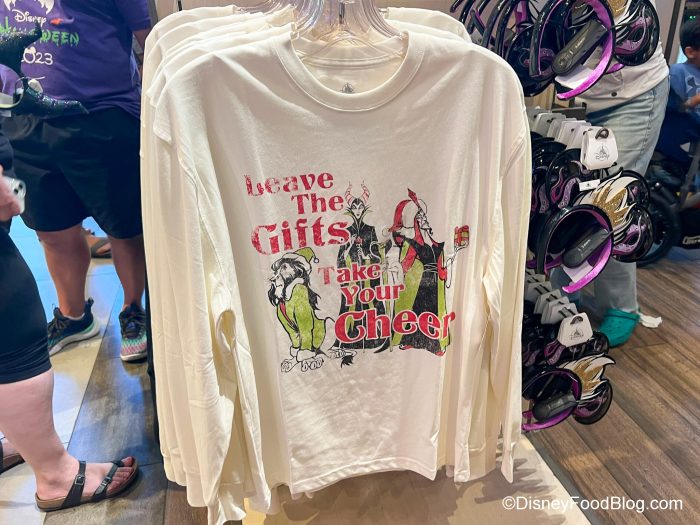 Disney
2023
Leave
The
Gifts
Take
Your
Cheer
©DisneyFoodBlog.com